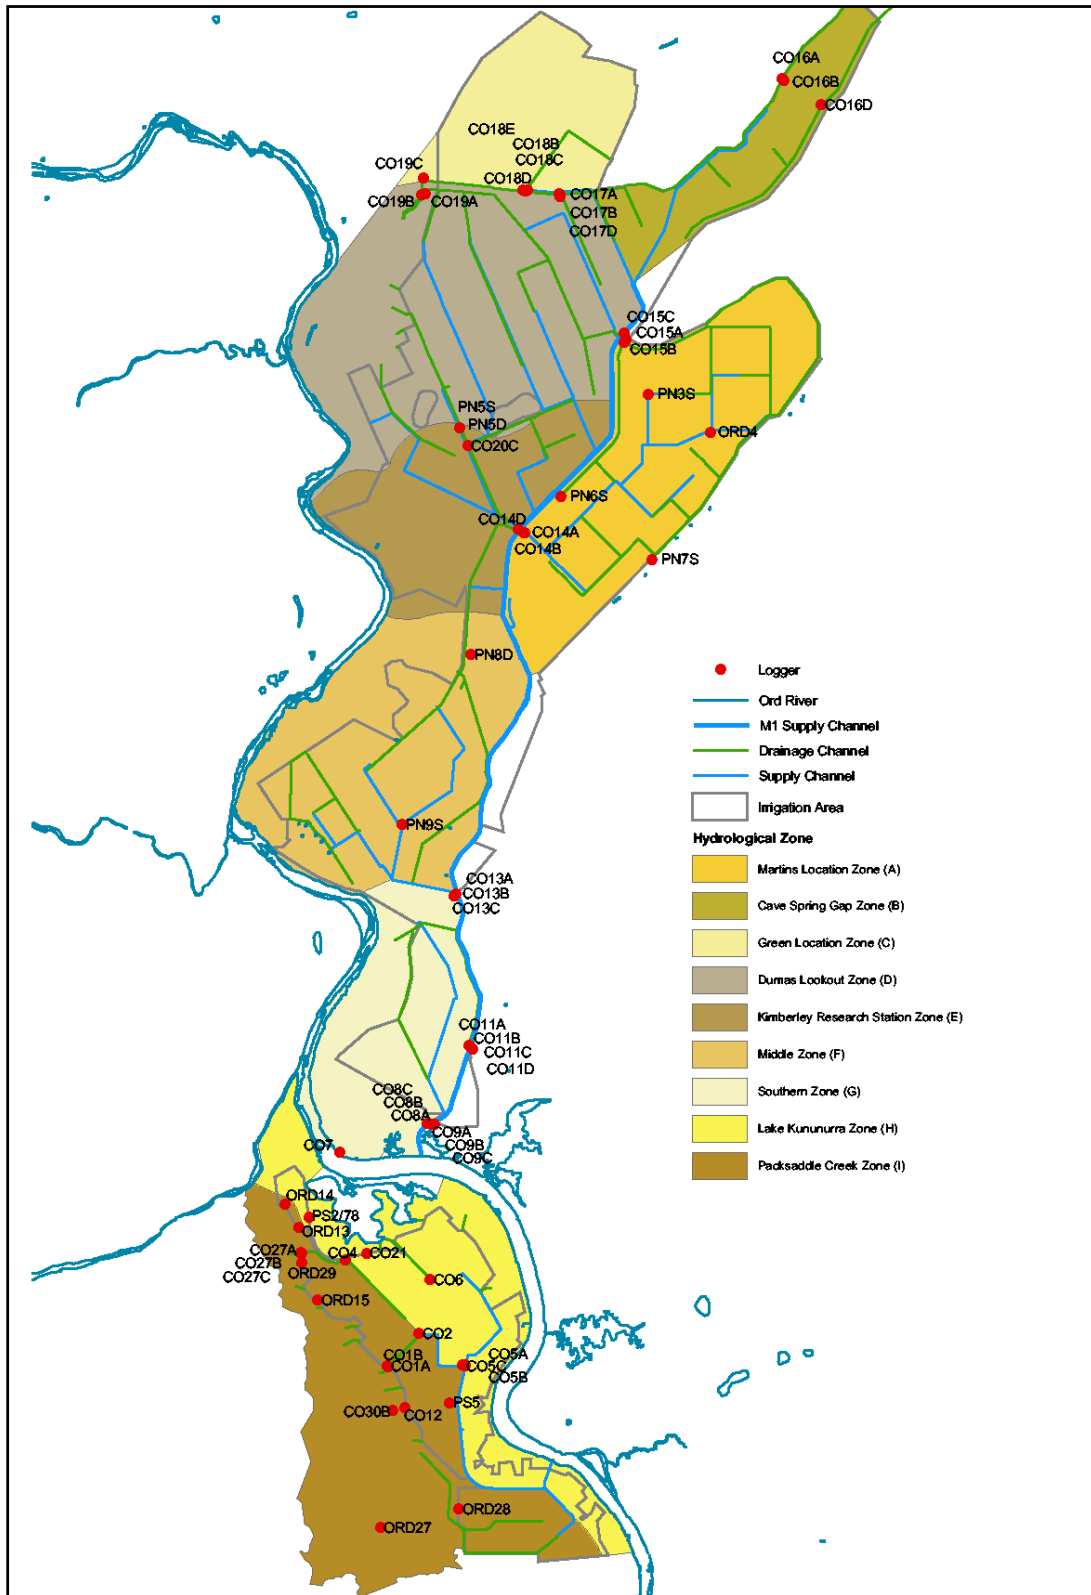 CO16A
CO16B
CO16D
CO18E
CO18B
CO18C
CO19C
CO18D
CO17A
CO19B
CO19A
CO17B
CO17D
CO15C
CO15A
CO15B
PN3S
PN5S
PN5D
ORD4
CO20C
PN6S
CO14D
CO14A
CO14B
PN7S
PN8D
Logger
Ord River
M1 Supply Channel
Drainage Channel
Supply Channel
Irrigation Area
Hydrological Zone
Martins Location Zone (A)
Cave Spring Gap Zone (B)
Green Location Zone (C)
Dumas Lookout Zone (D)
Kimberley Research Station Zone (E)
Middle Zone (F)
Southern Zone (G)
Lake Kununurra Zone (H)
Packsaddle Creek Zone (I)
PN9S
CO13A
CO13B
CO13C
CO11A
CO11B
CO11C
CO11D
CO8C
CO8B
CO8A
CO9A
CO9B
CO9C
CO7
ORD14
PS2/78
ORD13
CO27A
CO27B
CO27C
ORD29
CO4
CO21
CO6
ORD15
CO2
CO1B
CO1A
CO5A
CO5C
CO5B
PS5
CO30B
CO12
ORD28
ORD27